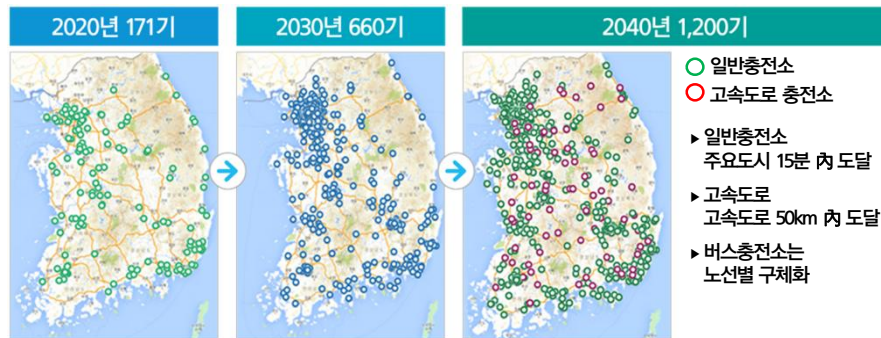 2020년 171기
2030년 660기
2040년 1,200기
일반충전소
고속도로 충전소
▸ 일반충전소
주요도시 15분 內 도달
▸ 고속도로
고속도로 50km 內 도달
▸ 버스충전소는
노선별 구체화